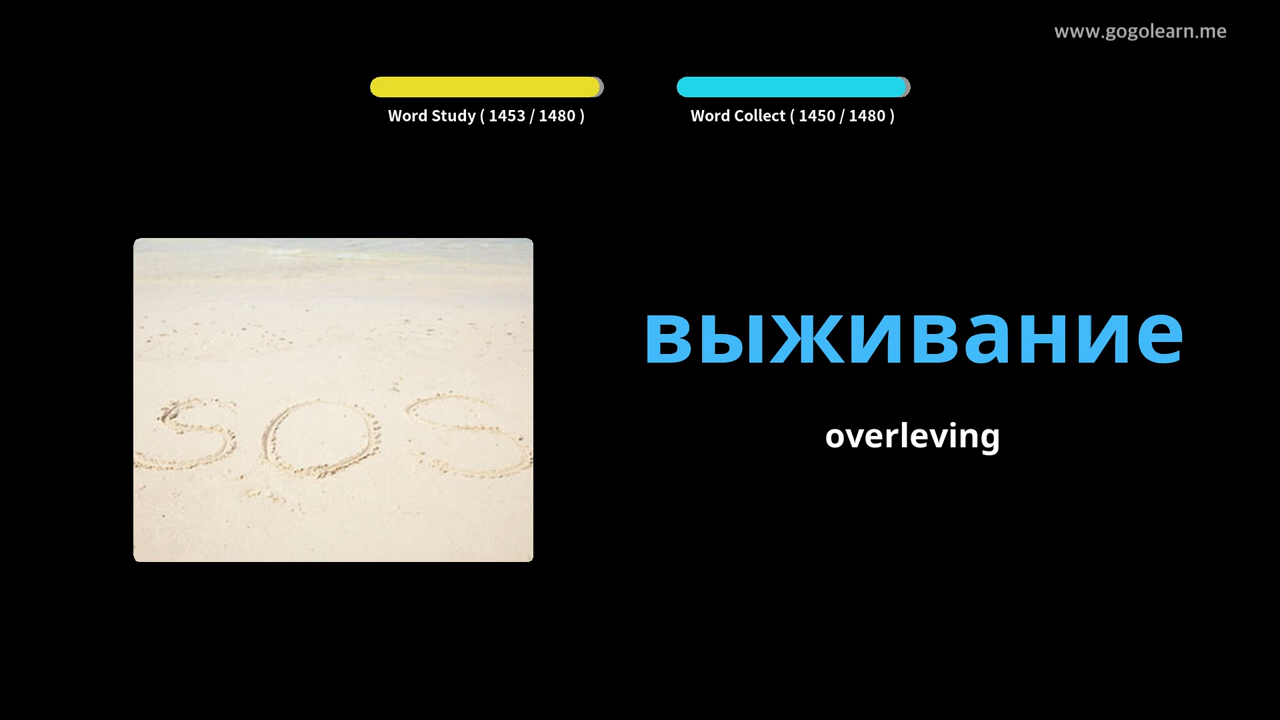 www.gogolearn.me
Word Study ( 1453 / 1480 )
Word Collect ( 1450 / 1480 )
SOS
выживание
overleving